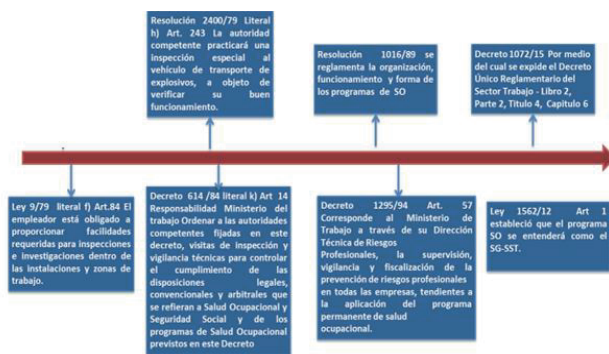 Resolución 2400/79 Literal
h) Art. 243 La autoridad
competente practicará una
inspección especial al
vehículo de transporte de
explosivos, a objeto de
verificar su buen
funcionamiento.
Resolución 1016/89 se
reglamenta la organización,
funcionamiento y forma de
los programas de SO
Decreto 1072/15 Por medio
del cual se expide el Decreto
Único Reglamentario del
Sector Trabajo - Libro 2,
Parte 2, Titulo 4, Capitulo 6
Ley 9/79 literal f) Art.84 El
empleador está obligado a
proporcionar facilidades
requeridas para inspecciones
e investigaciones dentro de
las instalaciones y zonas de
trabajo.
Decreto 614 /84 literal k) Art 14
Responsabilidad Ministerio del
trabajo Ordenar a las autoridades
competentes fijadas en este
decreto, visitas de inspección y
vigilancia técnicas para controlar
el cumplimiento de las
disposiciones legales,
convencionales y arbitrales que
se refieran a Salud Ocupacional y
Seguridad Social y de los
programas de Salud Ocupacional
previstos en este Decreto
Decreto 1295/94 Art. 57
Corresponde al Ministerio de
Trabajo a través de su Dirección
Técnica de Riesgos
Profesionales, la supervisión,
vigilancia y fiscalización de la
prevención de riesgos profesionales
en todas las empresas, tendientes a
la aplicación del programa
permanente de salud
ocupacional.
Ley 1562/12 Art 1
estableció que el programa
SO se entenderá como el
SG-SST.